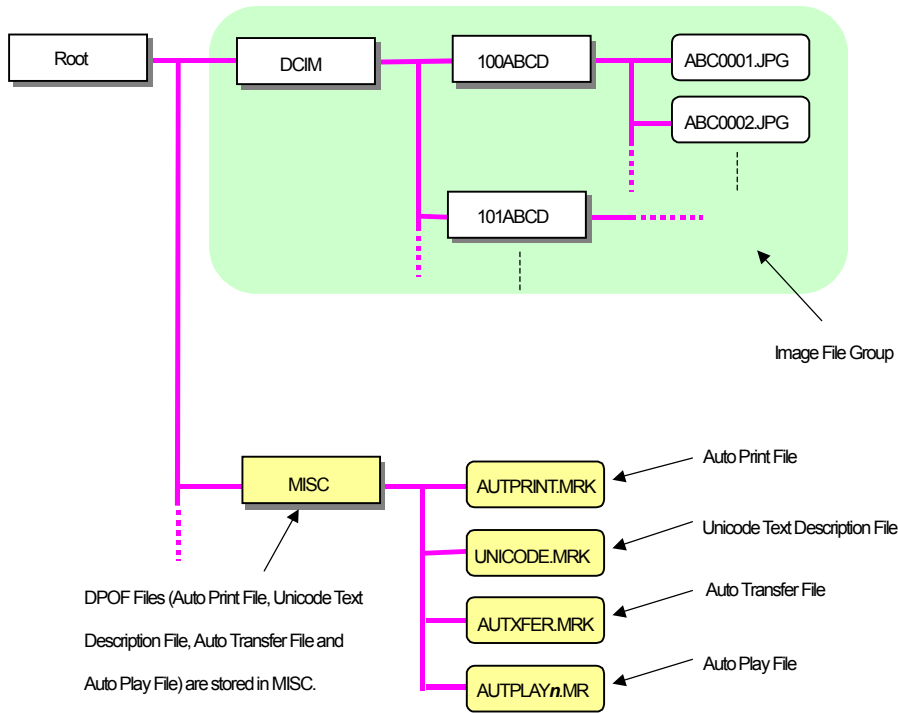 Root
DCIM
100ABCD
ABC0001.JPG
ABC0002.JPG
101ABCD
Image File Group
MISC
AUTPRINT.MRK
Auto Print File
UNICODE.MRK
Unicode Text Description File
AUTXFER.MRK
Auto Transfer File
AUTPLAYn.MR
Auto Play File
DPOF Files (Auto Print File, Unicode Text
Description File, Auto Transfer File and
Auto Play File) are stored in MISC.